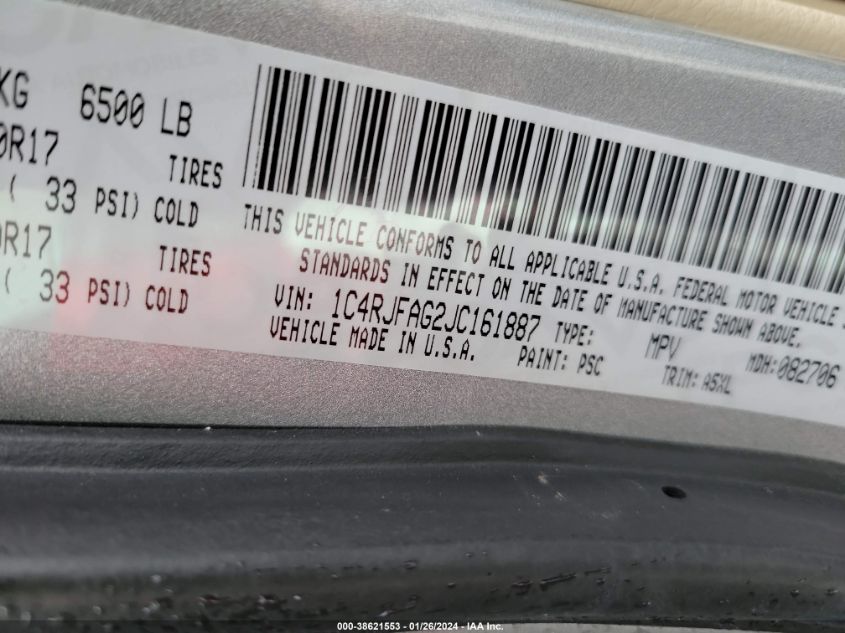 KG 6500 LB
0R17 TIRES
( 33 PSI) COLD
0R17 TIRES
( 33 PSI) COLD
THIS VEHICLE CONFORMS TO ALL APPLICABLE U.S.A. FEDERAL MOTOR VEHICLE
STANDARDS IN EFFECT ON THE DATE OF MANUFACTURE SHOWN ABOVE.
VIN: 1C4RJFAG2JC161887 TYPE: MPV MDH:082706
VEHICLE MADE IN U.S.A. PAINT: PSC TRIM: A5XL
000-38621553 – 01/26/2024 – IAA Inc.